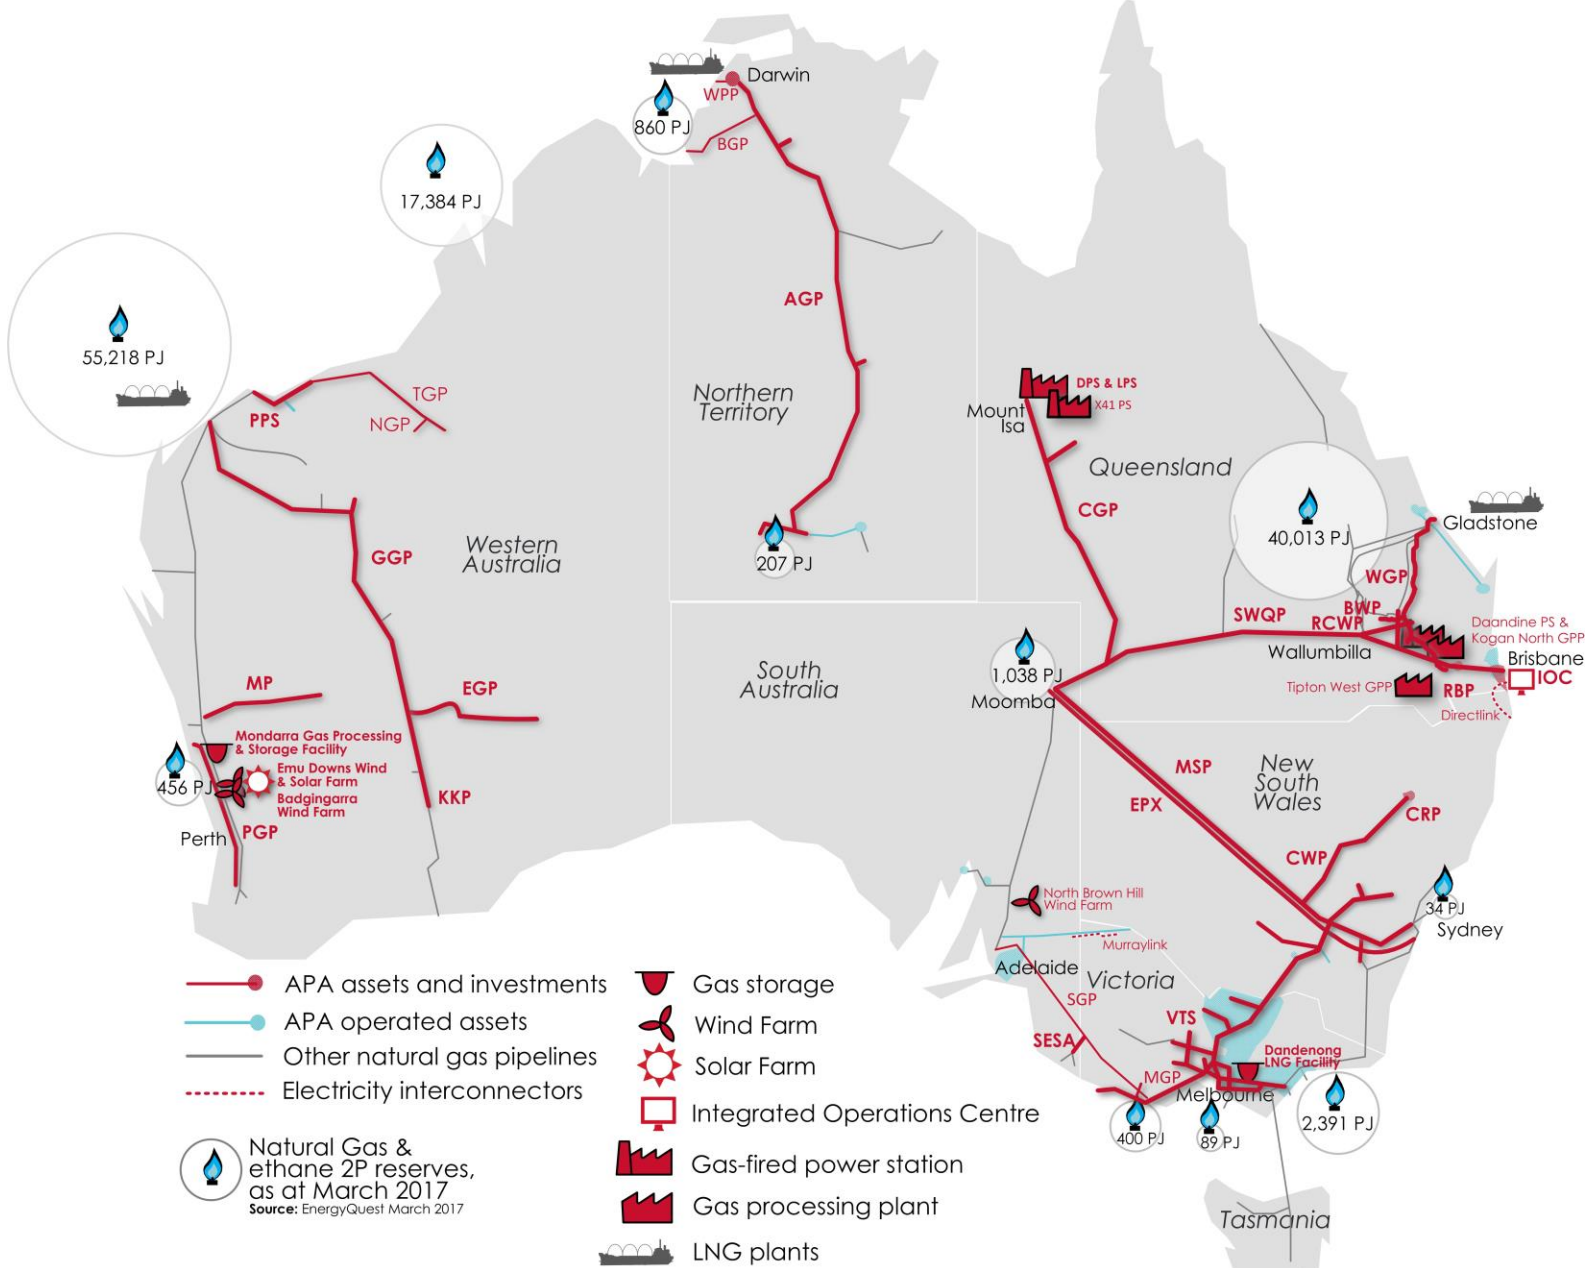 Darwin
WPP
860 PJ
BGP
17,384 PJ
55,218 PJ
AGP
Northern
Territory
PPS
TGP
NGP
DPS & LPS
X41 PS
Mount
Isa
Queensland
CGP
40,013 PJ
Gladstone
GGP
Western
Australia
207 PJ
WGP
BWP
SWQP
RCWP
Daandine PS &
Kogan North GPP
Wallumbilla
Brisbane
IOC
Tipton West GPP
RBP
Directlink
South
Australia
1,038 PJ
Moomba
MP
EGP
Mondarra Gas Processing
& Storage Facility
Emu Downs Wind
& Solar Farm
Badgingarra
Wind Farm
456 PJ
KKP
Perth
PGP
MSP
EPX
New
South
Wales
CRP
CWP
North Brown Hill
Wind Farm
34 PJ
Sydney
Murraylink
Adelaide
Victoria
SGP
SESA
VTS
Dandenong
LNG Facility
MGP
Melbourne
400 PJ
89 PJ
2,391 PJ
Tasmania
APA assets and investments
APA operated assets
Other natural gas pipelines
Electricity interconnectors
Natural Gas &
ethane 2P reserves,
as at March 2017
Source: EnergyQuest March 2017
Gas storage
Wind Farm
Solar Farm
Integrated Operations Centre
Gas-fired power station
Gas processing plant
LNG plants